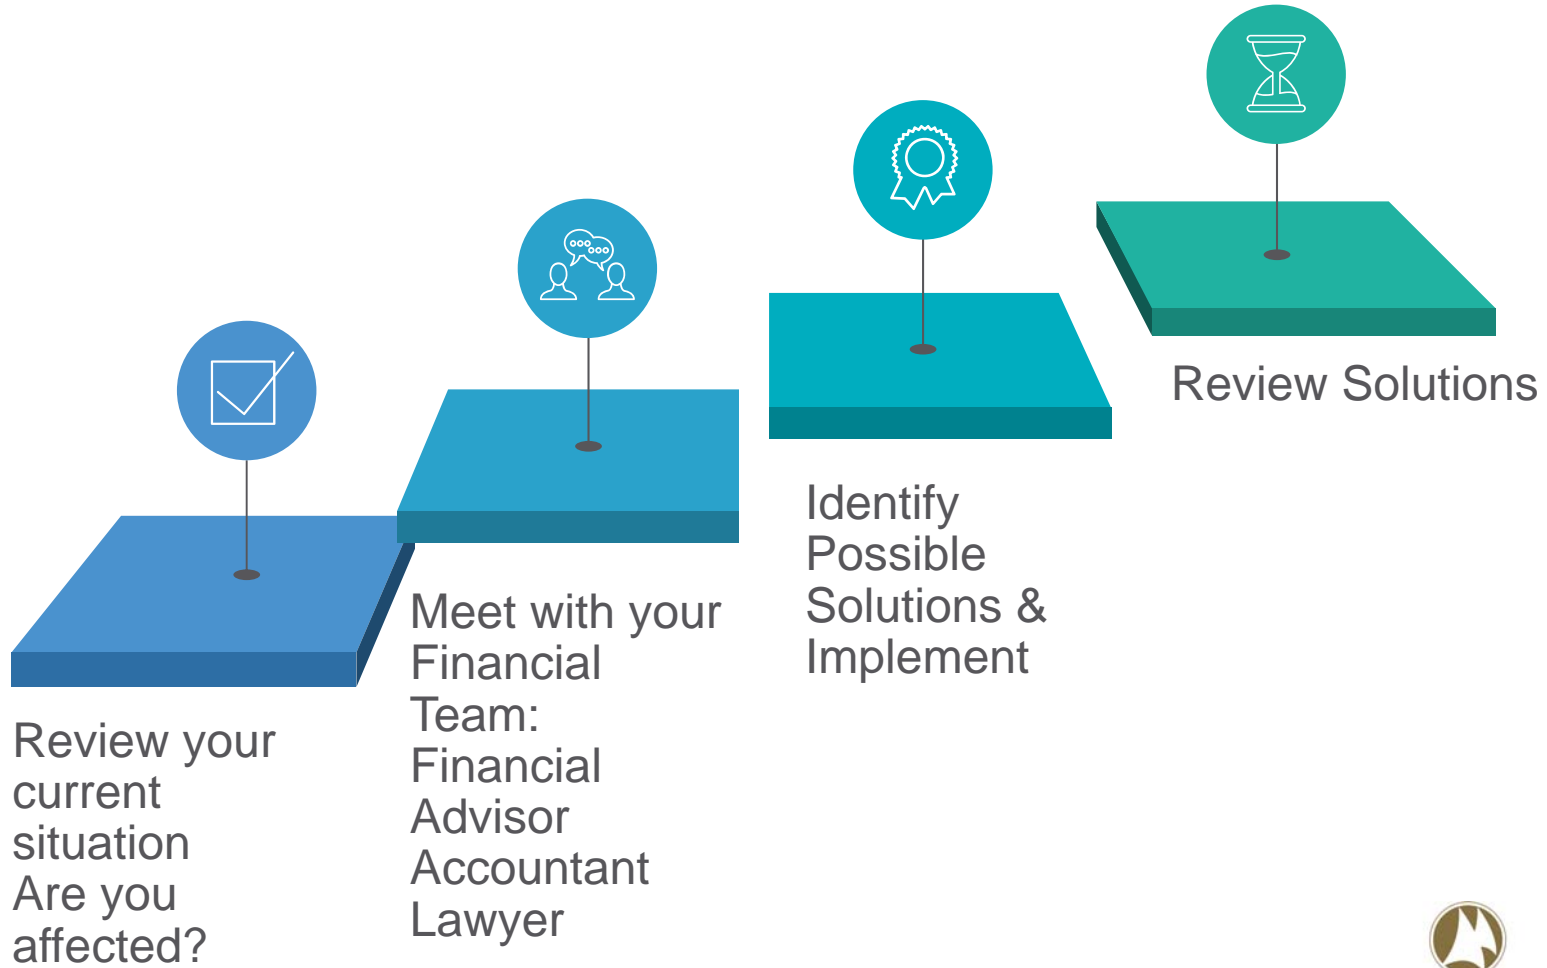 Review your
current
situation
Are you
affected?
Meet with your
Financial
Team:
Financial
Advisor
Accountant
Lawyer
Identify
Possible
Solutions &
Implement
Review Solutions